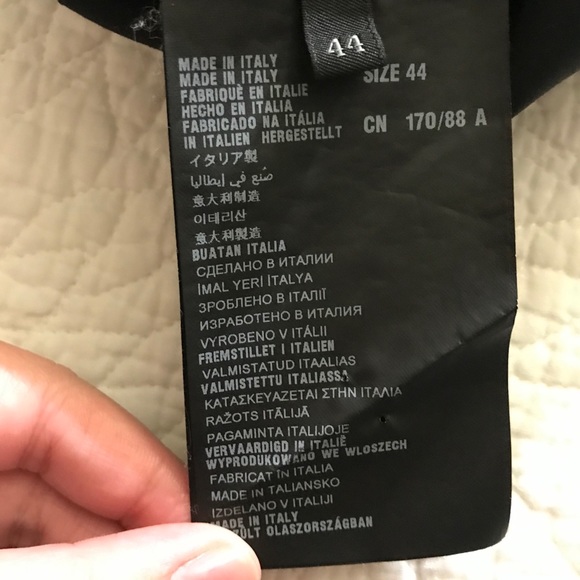 44
MADE IN ITALY
MADE IN ITALY SIZE 44
FABRIQUÉ EN ITALIE
HECHO EN ITALIA
FABRICADO NA ITÁLIA CN 170/88 A
IN ITALIEN HERGESTELLT
イタリア製
صُنع في إيطاليا
意大利制造
이태리산
意大利製造
BUATAN ITALIA
СДЕЛАНО В ИТАЛИИ
İMAL YERİ İTALYA
ЗРОБЛЕНО В ІТАЛІЇ
ИЗРАБОТЕНО В ИТАЛИЯ
VYROBENO V ITÁLII
FREMSTILLET I ITALIEN
VALMISTATUD ITAALIAS
VALMISTETTU ITALIASSA
ΚΑΤΑΣΚΕΥΑΖΕΤΑΙ ΣΤΗΝ ΙΤΑΛΙΑ
RAŽOTS ITĀLIJĀ
PAGAMINTA ITALIJOJE
VERVAARDIGD IN ITALIË
WYPRODUKOWANO WE WLOSZECH
FABRICAT ÎN ITALIA
MADE IN TALIANSKO
IZDELANO V ITALIJI
MADE IN ITALY
OLASZORSZÁGBAN